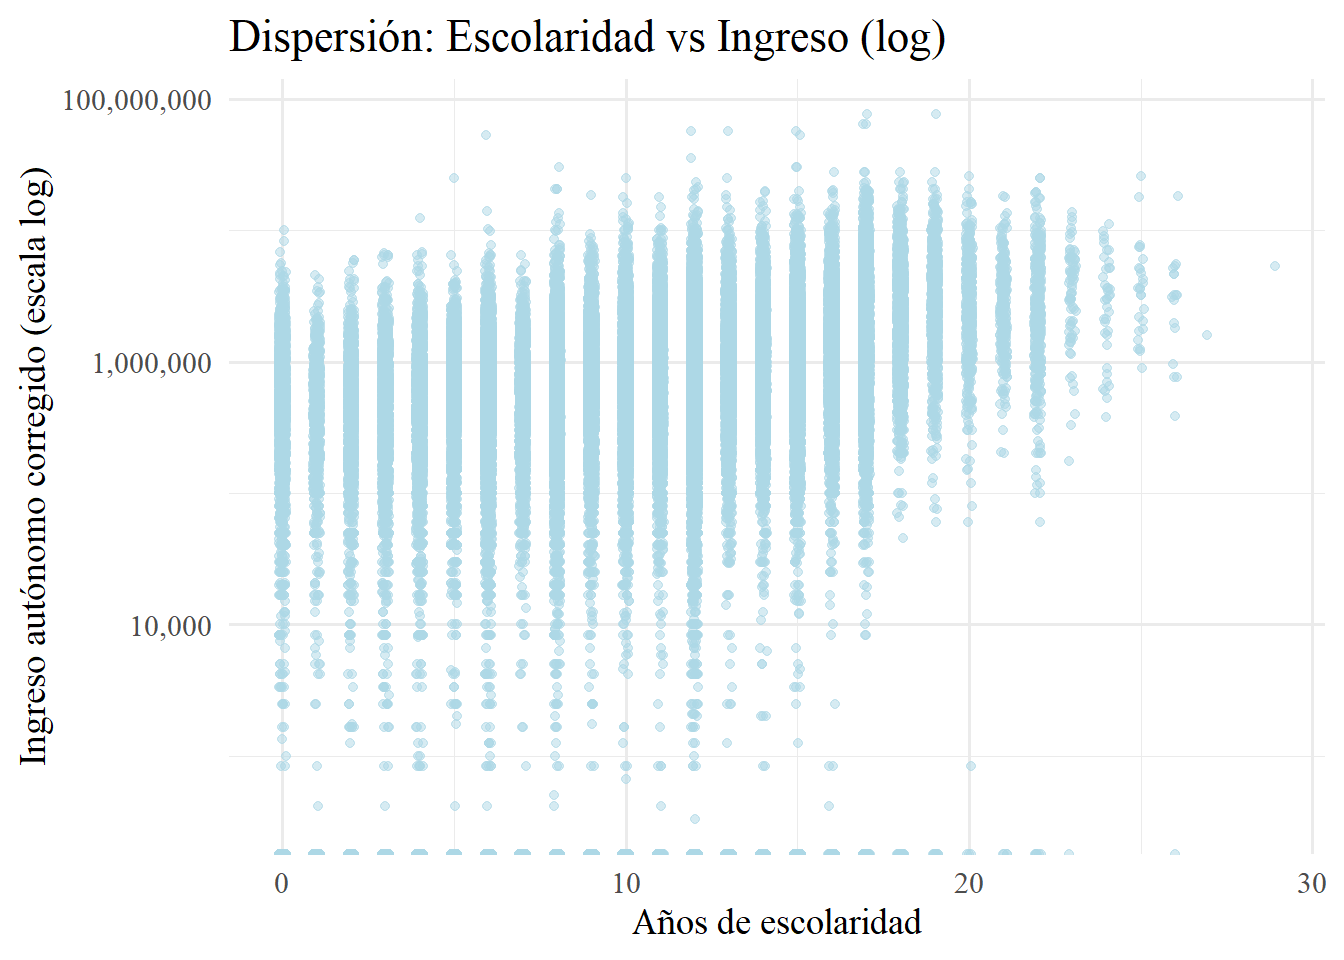 Dispersión: Escolaridad vs Ingreso (log)
Ingreso autónomo corregido (escala log)
100,000,000
1,000,000
10,000
0
10
20
30
Años de escolaridad